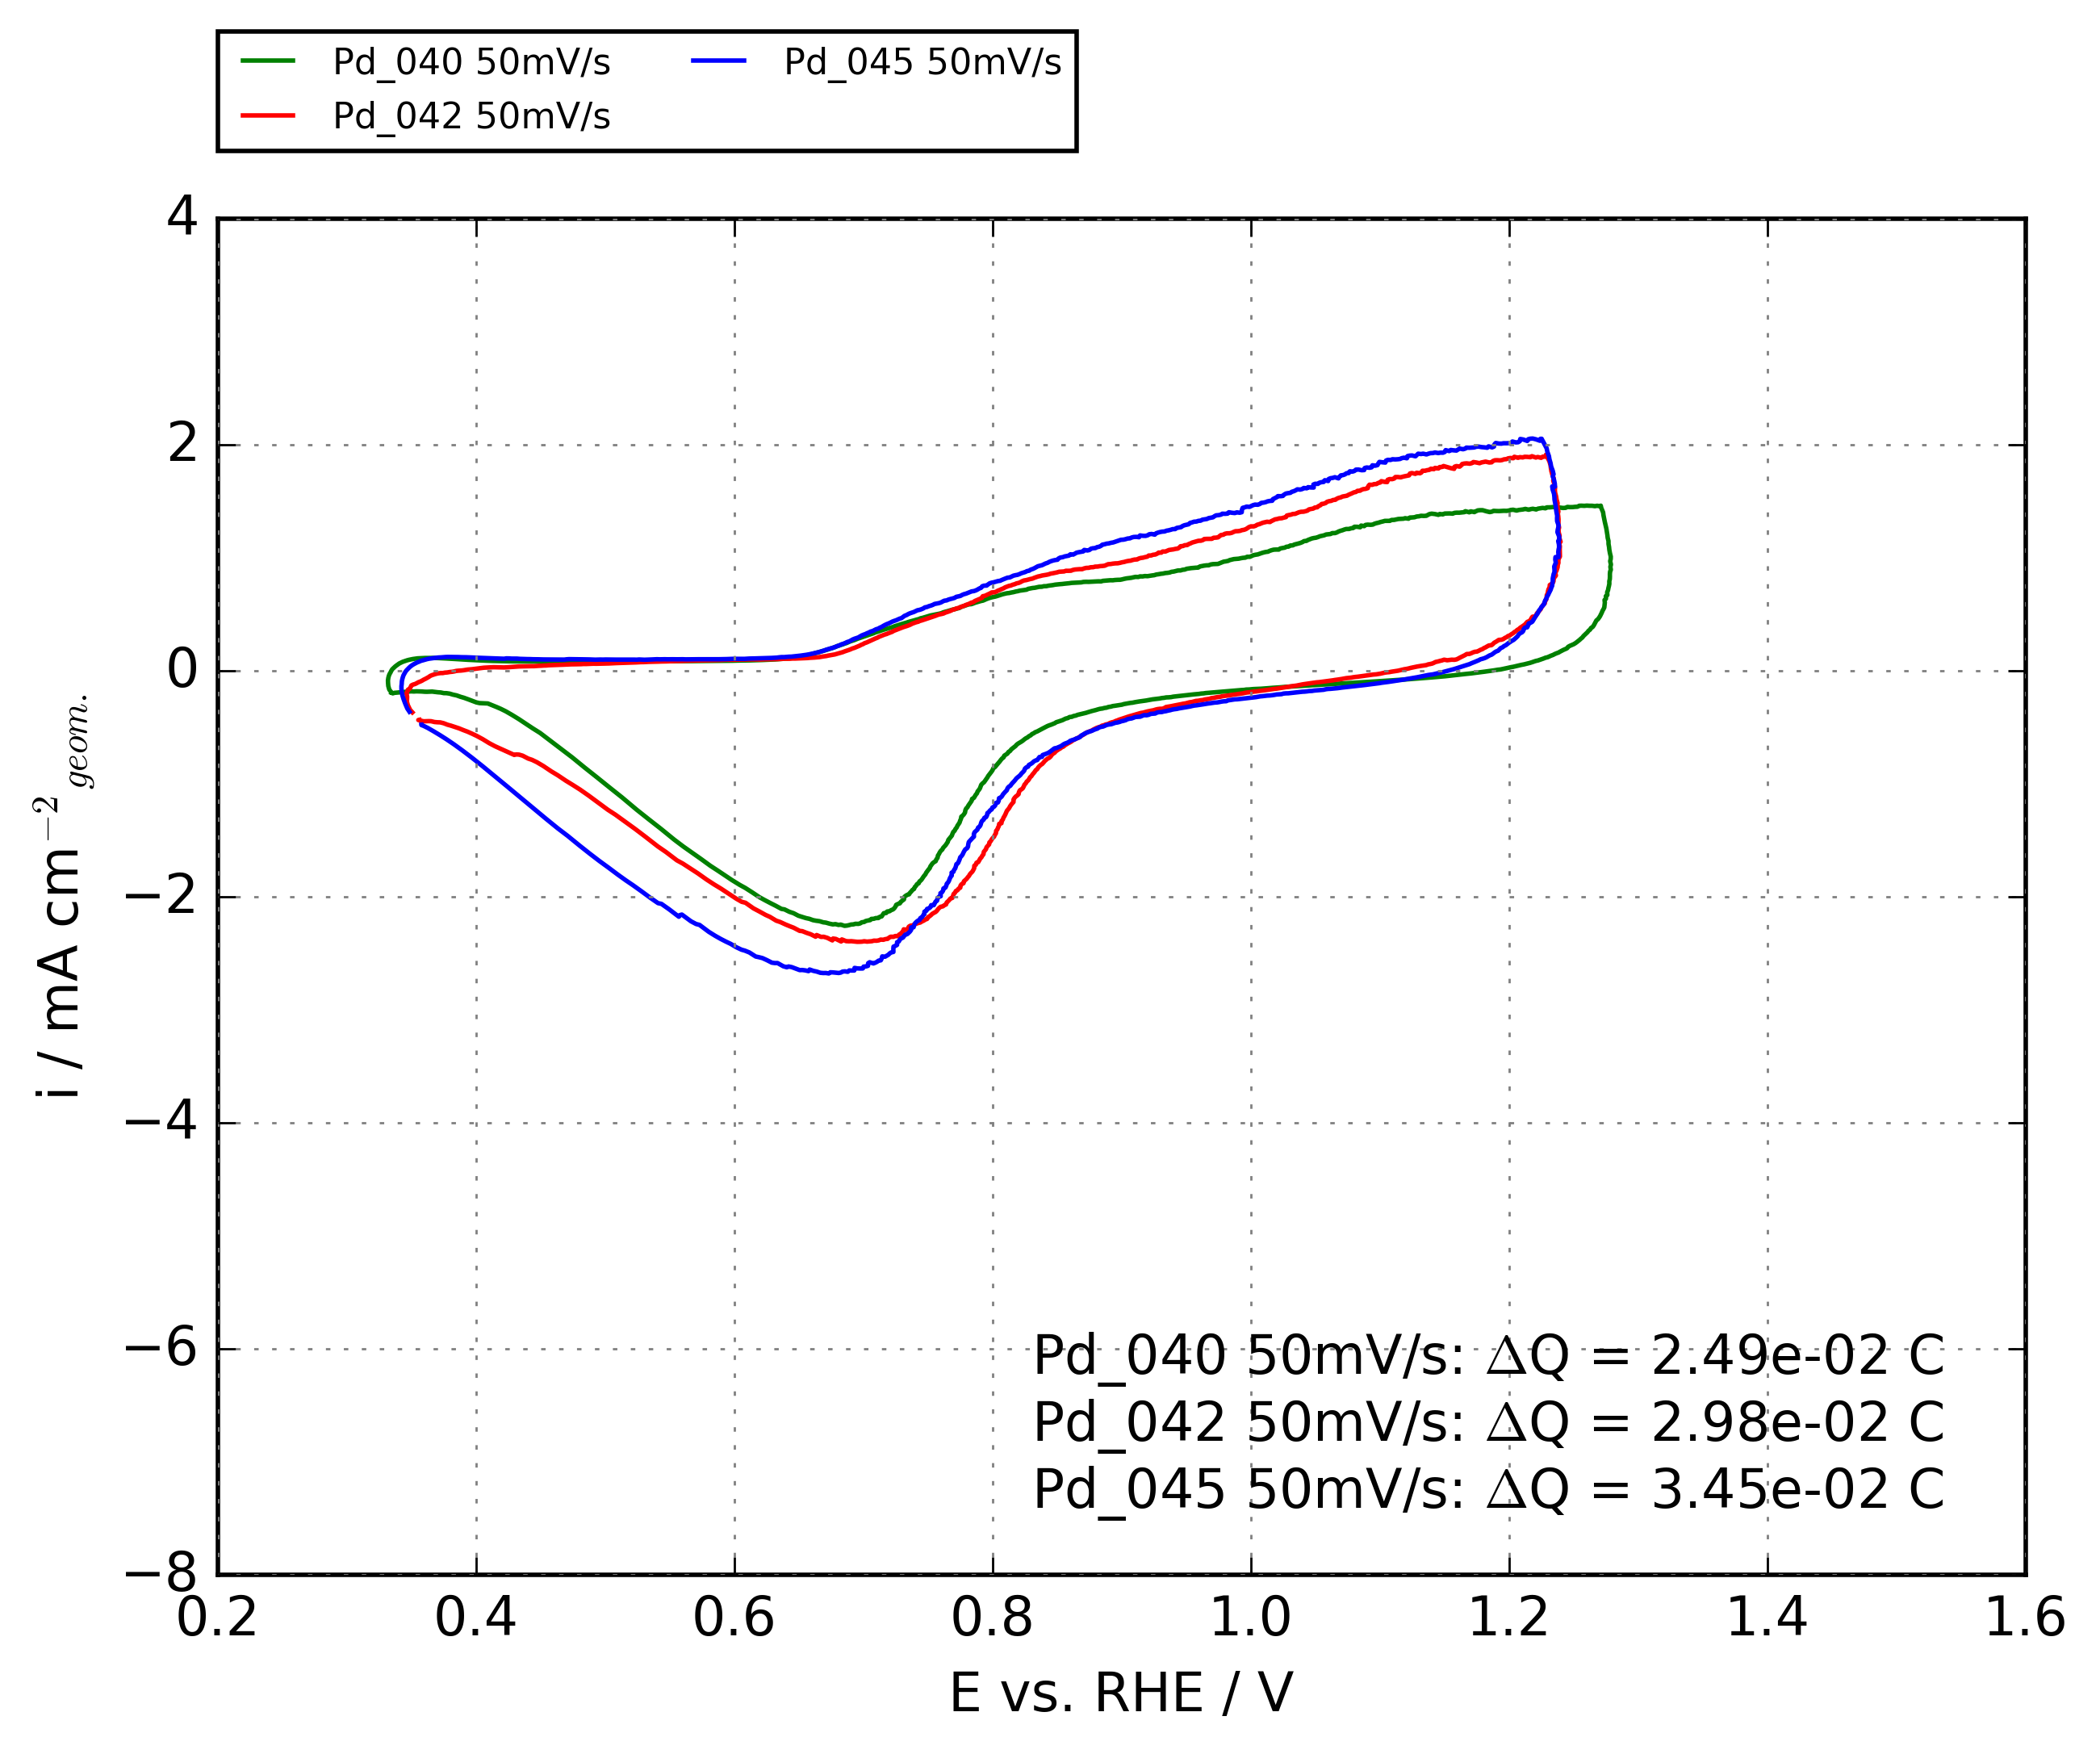 Pd_040 50mV/s
Pd_042 50mV/s
Pd_045 50mV/s
4
2
0
−2
−4
−6
−8
i / mA cm⁻²geom.
Pd_040 50mV/s: ΔQ = 2.49e-02 C
Pd_042 50mV/s: ΔQ = 2.98e-02 C
Pd_045 50mV/s: ΔQ = 3.45e-02 C
0.2 0.4 0.6 0.8 1.0 1.2 1.4 1.6
E vs. RHE / V